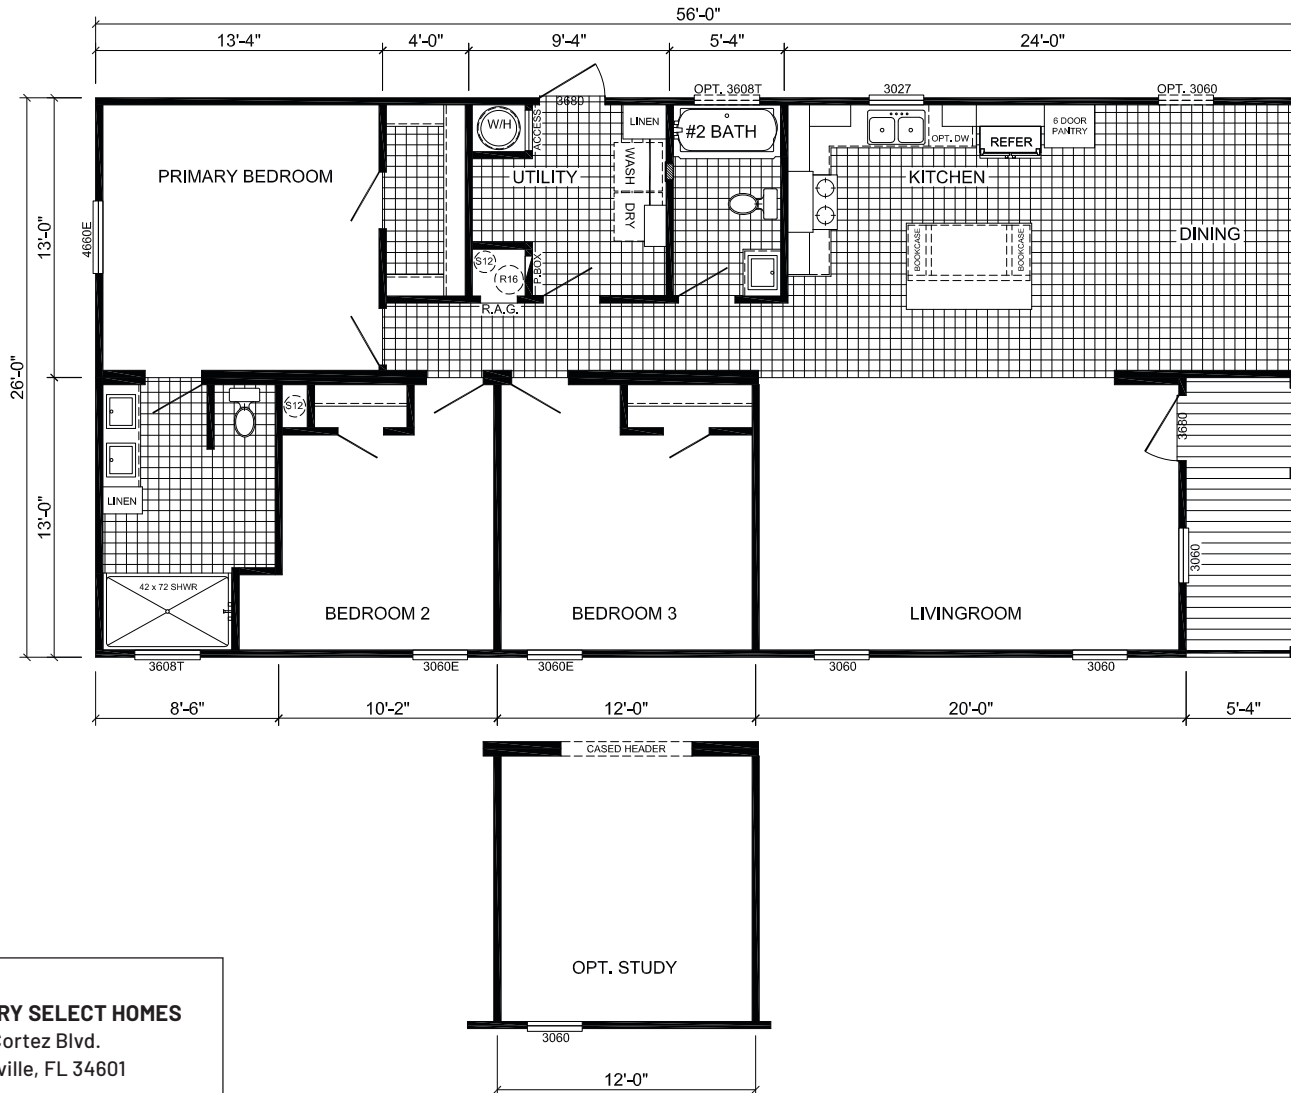 56'-0"
13'-4"
4'-0"
9'-4"
5'-4"
24'-0"
OPT. 3608T
3027
OPT. 3060
3680
W/H
ACCESS
LINEN
#2 BATH
OPT. DW
REFER
6 DOOR
PANTRY
PRIMARY BEDROOM
UTILITY
WASH
DRY
KITCHEN
4660E
13'-0"
BOOKCASE
BOOKCASE
DINING
S12
R16
P.BOX
R.A.G.
26'-0"
S12
3680
LINEN
13'-0"
3060
42 x 72 SHWR
BEDROOM 2
BEDROOM 3
LIVINGROOM
3608T
3060E
3060E
3060
3060
8'-6"
10'-2"
12'-0"
20'-0"
5'-4"
CASED HEADER
OPT. STUDY
3060
12'-0"
RY SELECT HOMES
Cortez Blvd.
ville, FL 34601